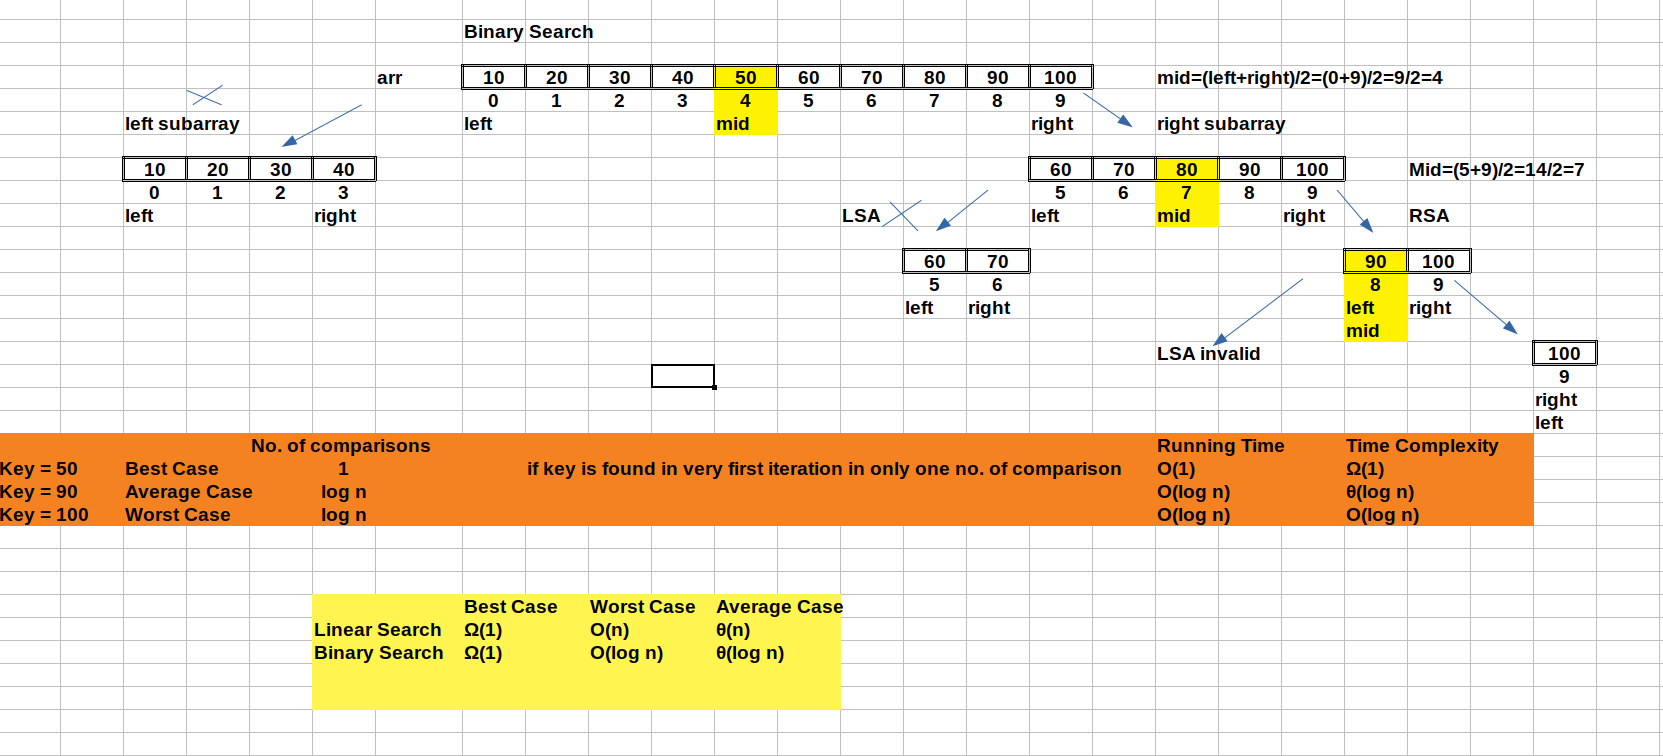 Binary Search
arr 10 20 30 40 50 60 70 80 90 100 mid=(left+right)/2=(0+9)/2=9/2=4
0 1 2 3 4 5 6 7 8 9
left subarray left mid right right subarray
10 20 30 40 60 70 80 90 100 Mid=(5+9)/2=14/2=7
0 1 2 3 5 6 7 8 9
left right LSA left mid right RSA
60 70 90 100
5 6 8 9
left right left right
mid
LSA invalid 100
9
right
left
No. of comparisons Running Time Time Complexity
Key = 50 Best Case 1 if key is found in very first iteration in only one no. of comparison O(1) Ω(1)
Key = 90 Average Case log n O(log n) θ(log n)
Key = 100 Worst Case log n O(log n) O(log n)
Best Case Worst Case Average Case
Linear Search Ω(1) O(n) θ(n)
Binary Search Ω(1) O(log n) θ(log n)